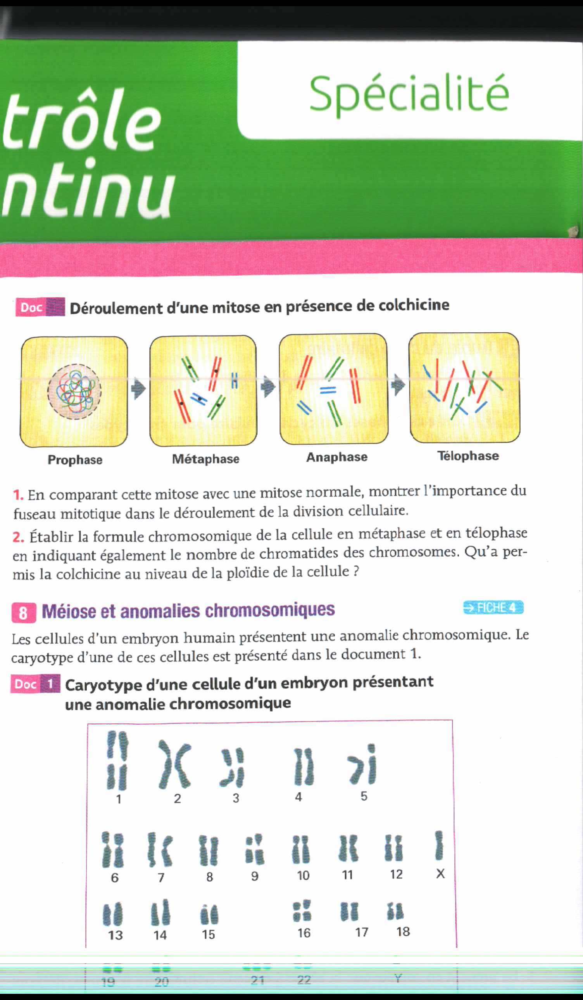 Spécialité
trôle
ntinu
Doc Déroulement d'une mitose en présence de colchicine
Prophase Métaphase Anaphase Télophase
1. En comparant cette mitose avec une mitose normale, montrer l'importance du
fuseau mitotique dans le déroulement de la division cellulaire.
2. Établir la formule chromosomique de la cellule en métaphase et en télophase
en indiquant également le nombre de chromatides des chromosomes. Qu'a per-
mis la colchicine au niveau de la ploïdie de la cellule ?
8 Méiose et anomalies chromosomiques → FICHE 4
Les cellules d'un embryon humain présentent une anomalie chromosomique. Le
caryotype d'une de ces cellules est présenté dans le document 1.
Doc 1 Caryotype d'une cellule d'un embryon présentant
une anomalie chromosomique
1 2 3 4 5
6 7 8 9 10 11 12 X
13 14 15 16 17 18
19 20 21 22 Y